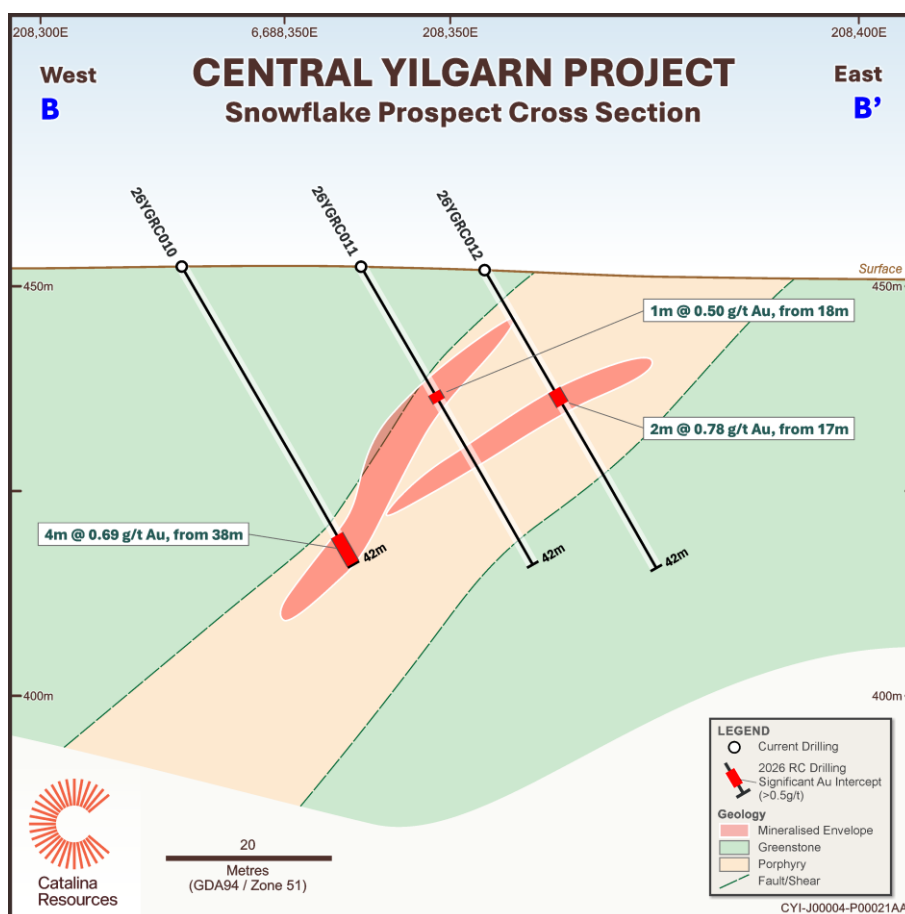 208,300E
6,688,350E
208,350E
208,400E
West
B
CENTRAL YILGARN PROJECT
Snowflake Prospect Cross Section
East
B’
26YGRC010
26YGRC011
26YGRC012
Surface
450m
450m
1m @ 0.50 g/t Au, from 18m
2m @ 0.78 g/t Au, from 17m
4m @ 0.69 g/t Au, from 38m
42m
42m
42m
400m
400m
LEGEND
Current Drilling
2026 RC Drilling
Significant Au Intercept
(>0.5g/t)
Geology
Mineralised Envelope
Greenstone
Porphyry
Fault/Shear
20
Metres
(GDA94 / Zone 51)
Catalina
Resources
CYI-J00004-P00021AA